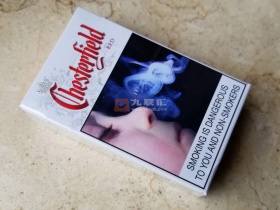 Chesterfield
RED
九联汇
SMOKING IS DANGEROUS
TO YOU AND NON-SMOKERS